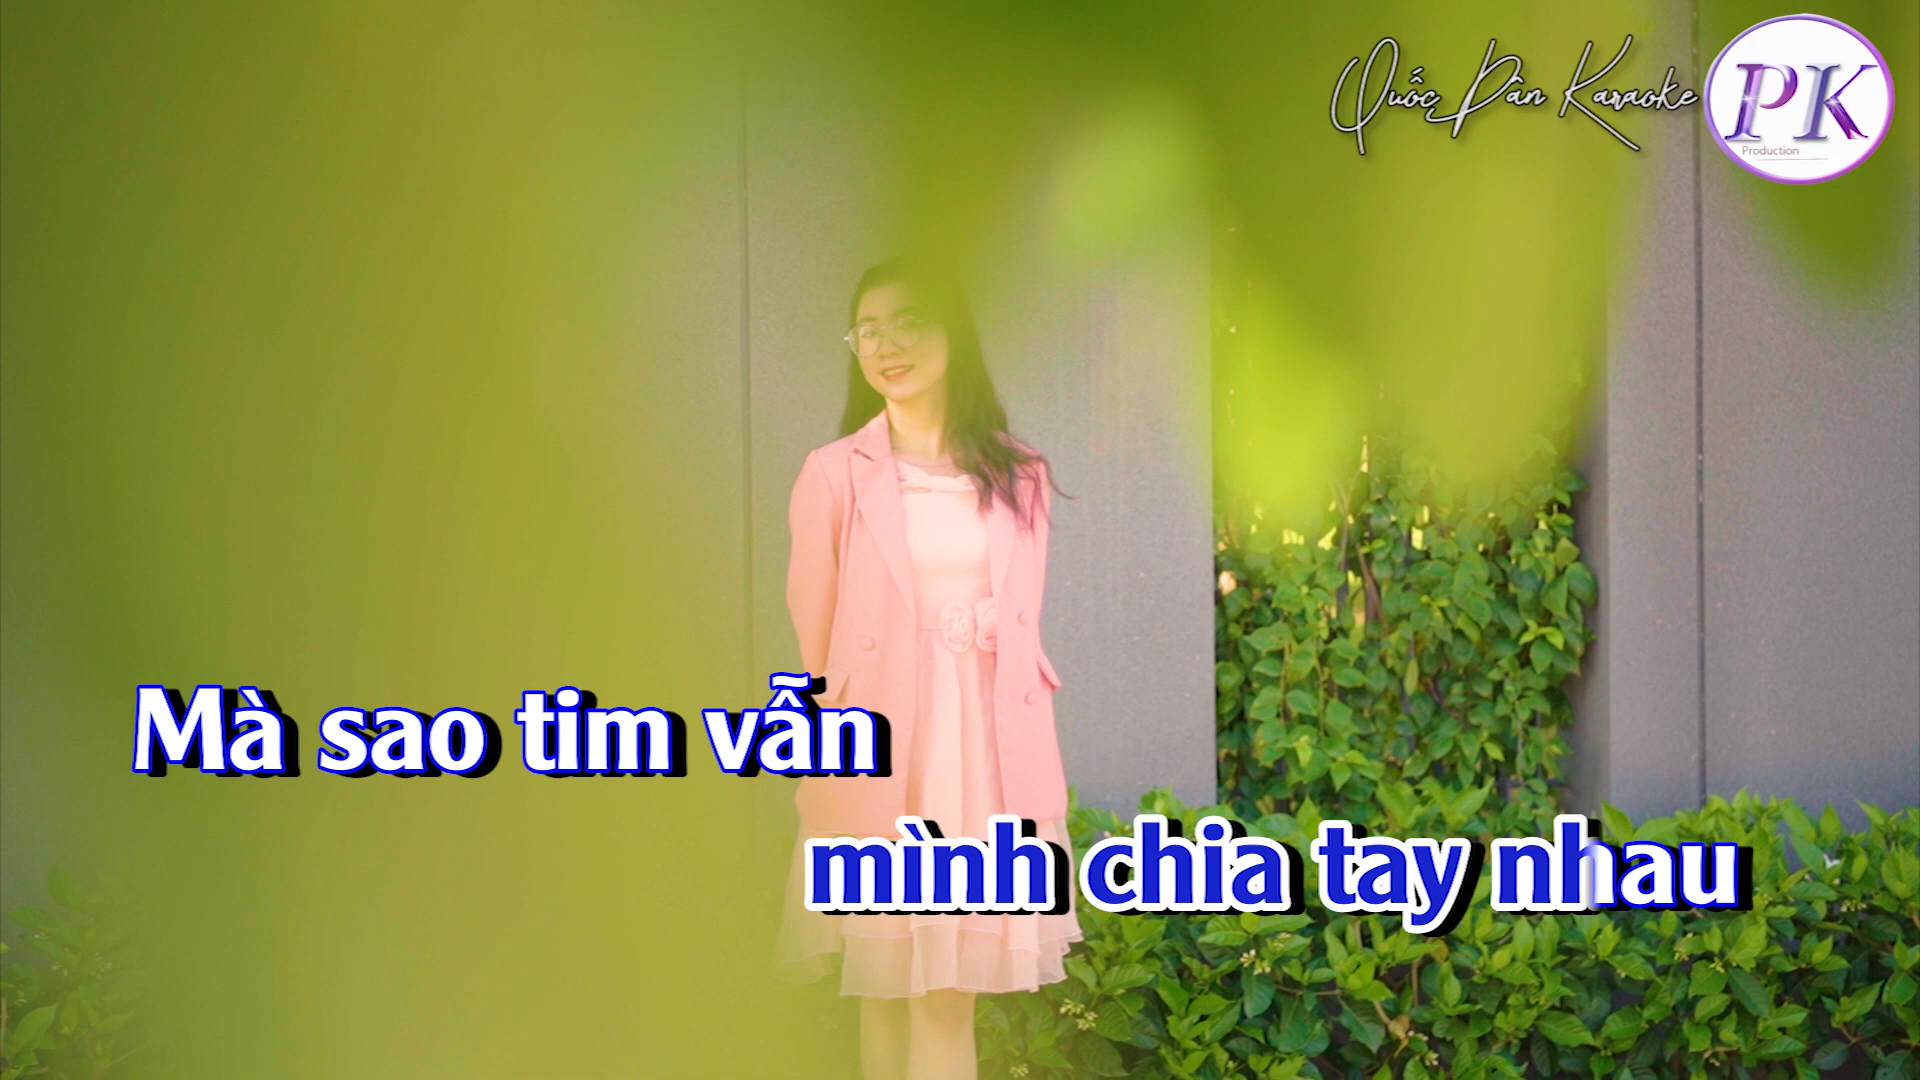 Quốc Dân Karaoke
PK
Production
Mà sao tim vẫn
mình chia tay nhau